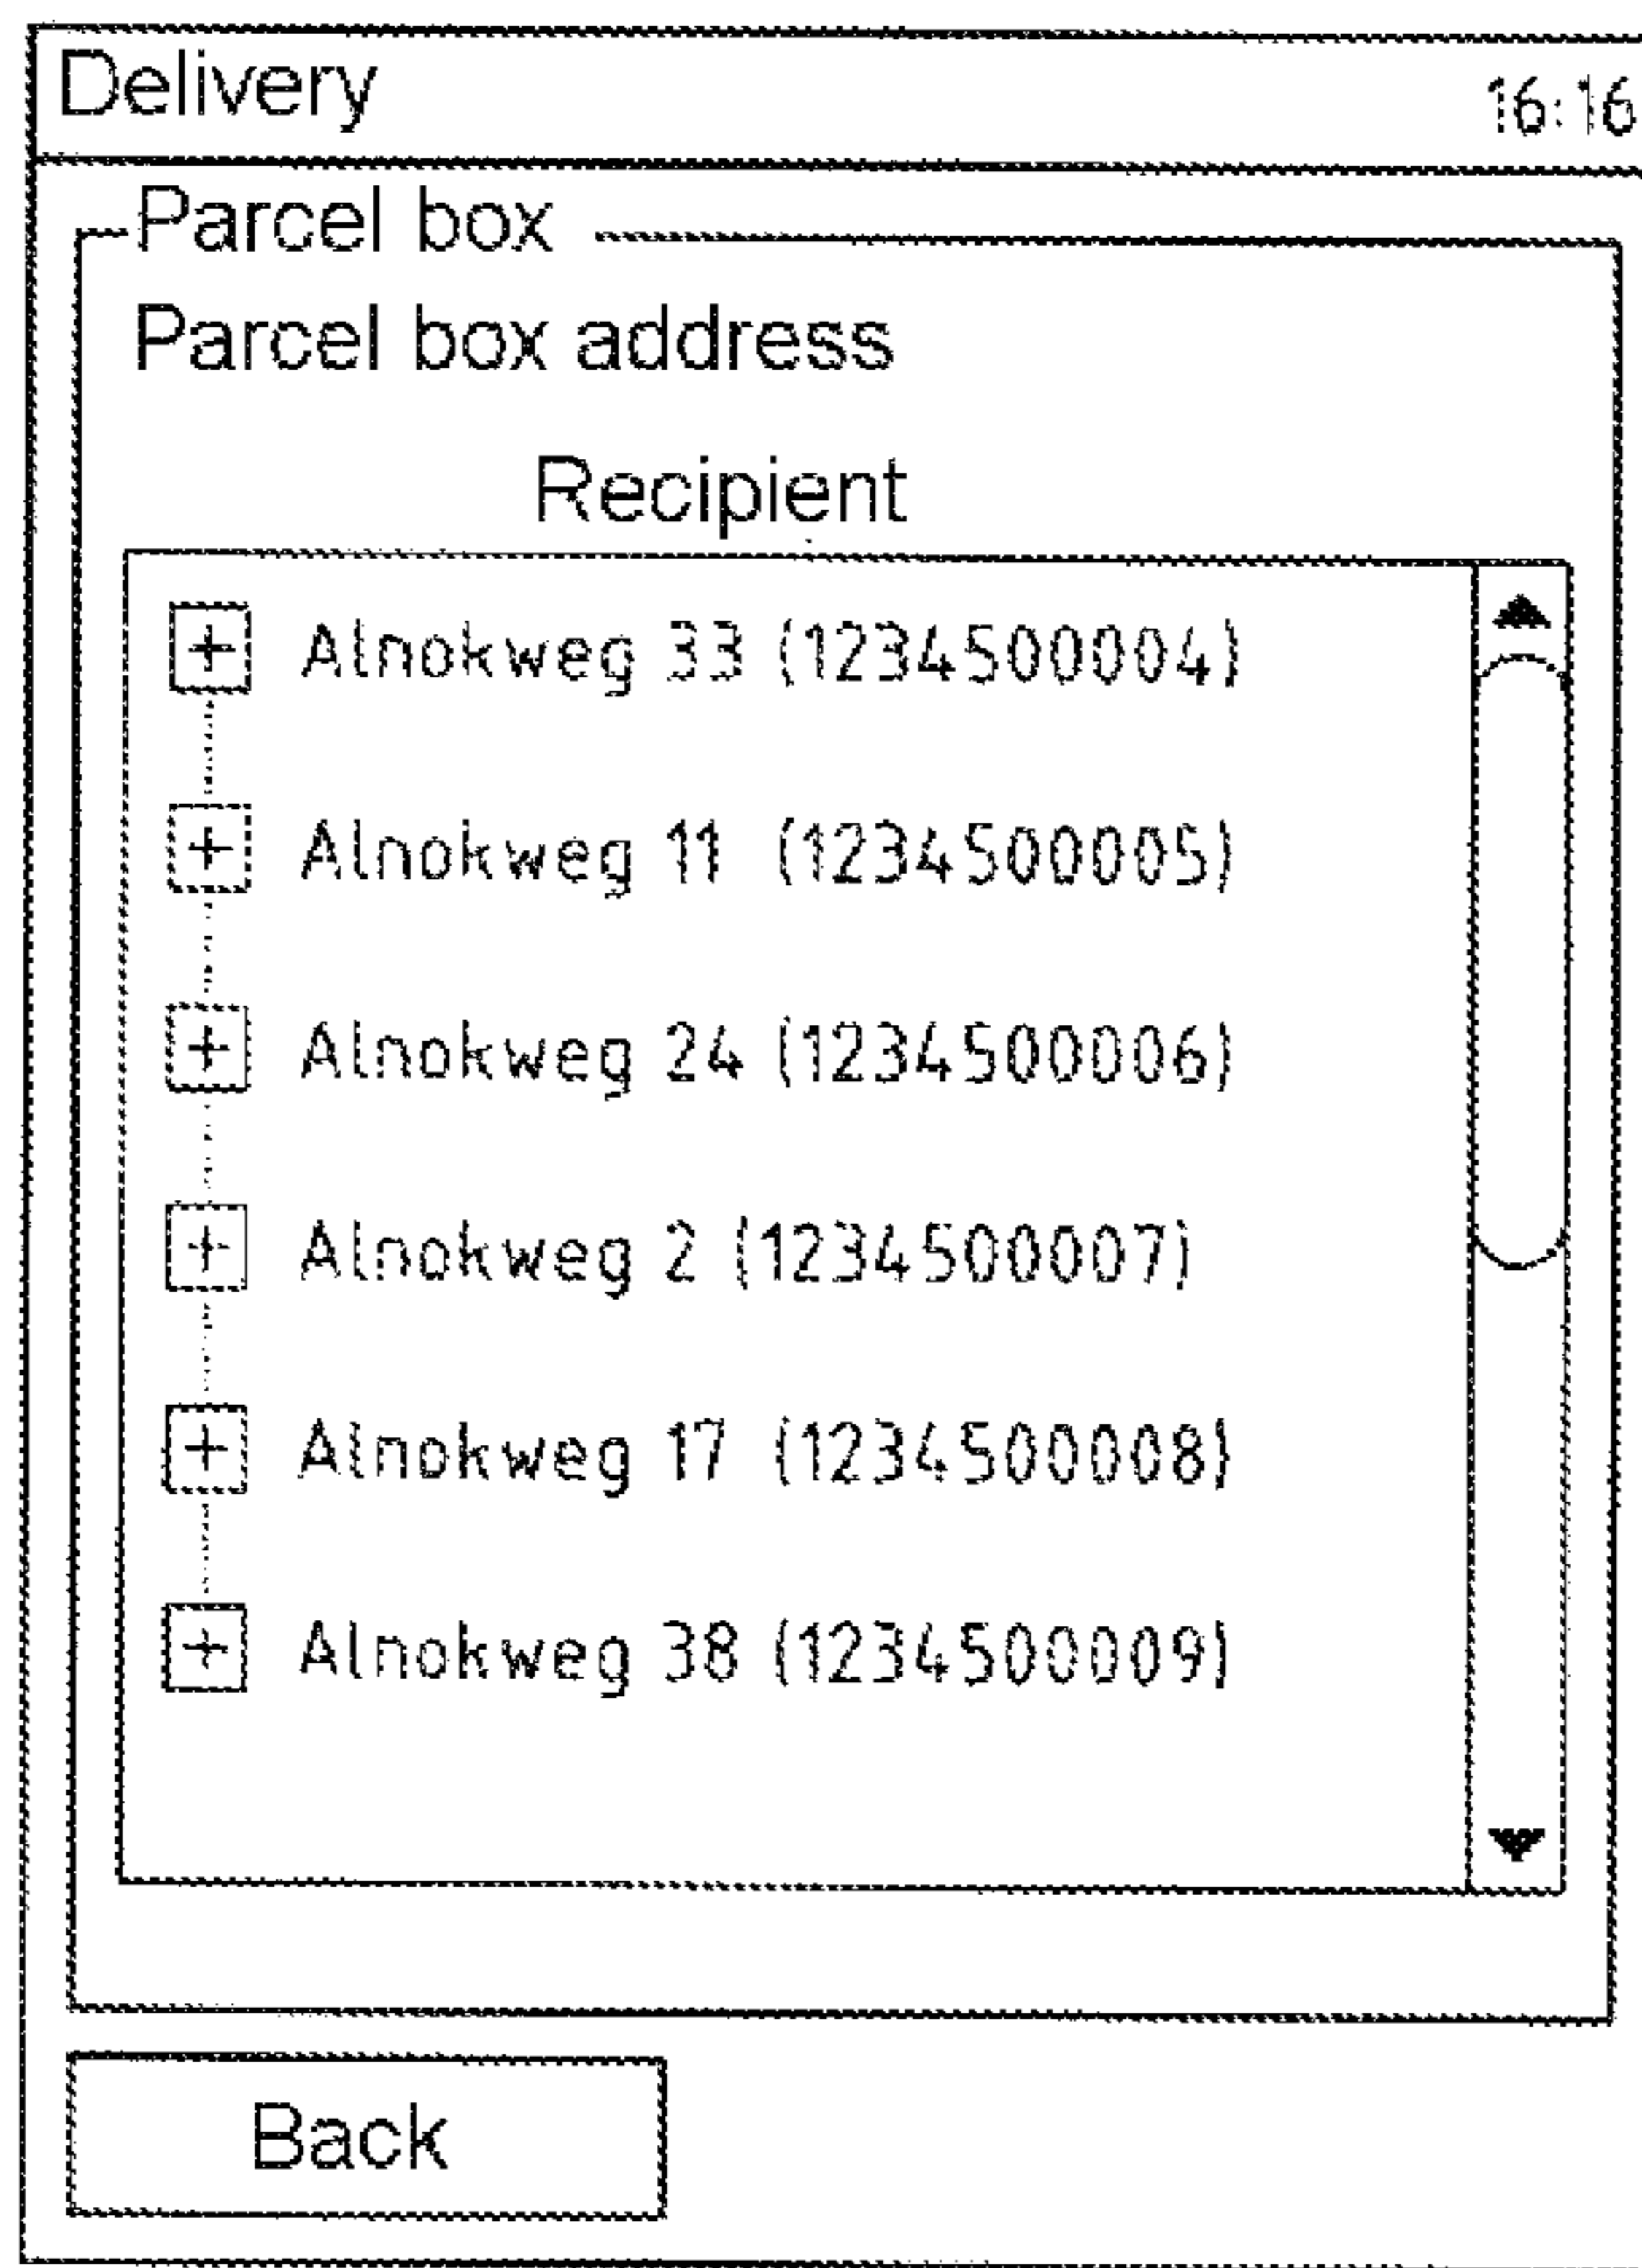 Delivery 16:16
Parcel box
Parcel box address
Recipient
+ Alnokweg 33 (1234500004)
+ Alnokweg 11 (1234500005)
+ Alnokweg 24 (1234500006)
+ Alnokweg 2 (1234500007)
+ Alnokweg 17 (1234500008)
+ Alnokweg 38 (1234500009)
Back